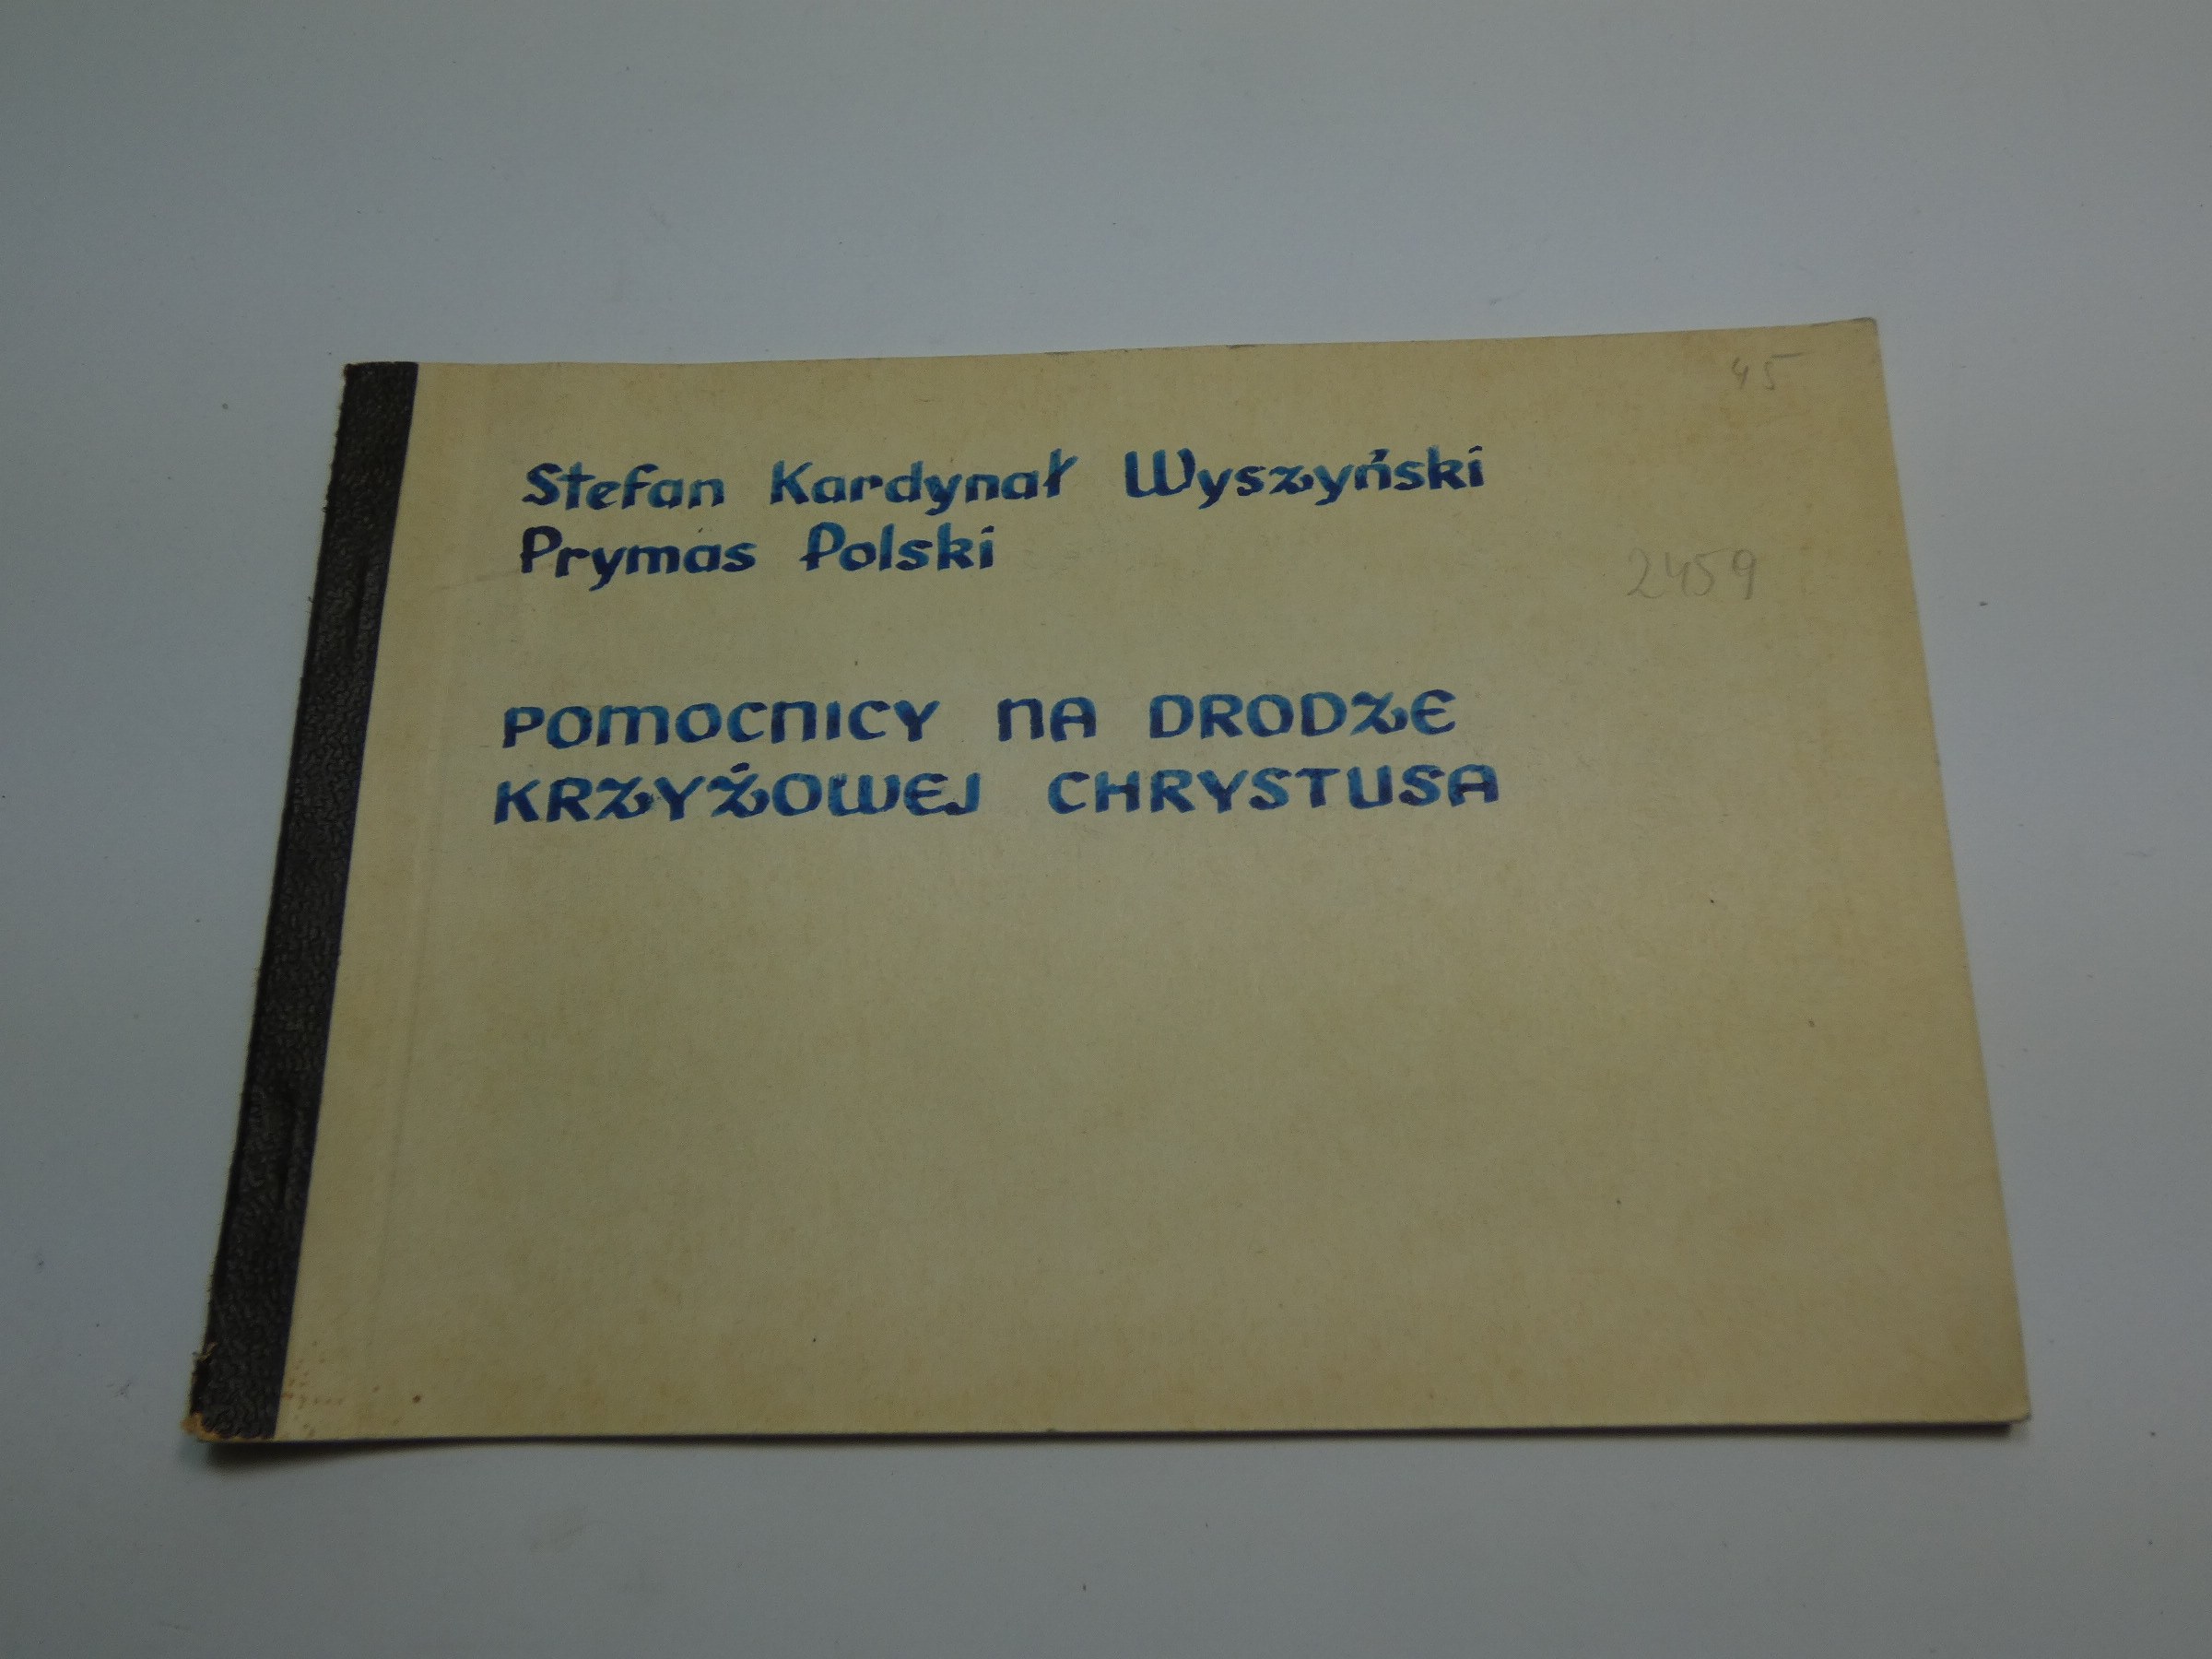 45
Stefan Kardynał Wyszyński
Prymas Polski
2459
POMOCNICY NA DRODZE
KRZYŻOWEJ CHRYSTUSA